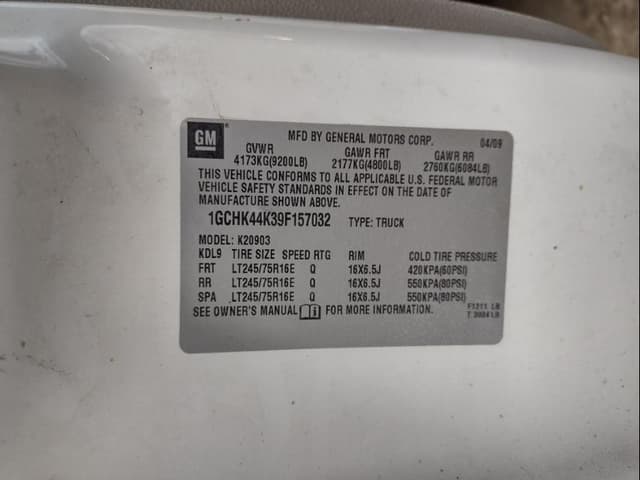 GM
MFD BY GENERAL MOTORS CORP. 04/09
GVWR GAWR FRT GAWR RR
4173KG(9200LB) 2177KG(4800LB) 2760KG(6084LB)
THIS VEHICLE CONFORMS TO ALL APPLICABLE U.S. FEDERAL MOTOR
VEHICLE SAFETY STANDARDS IN EFFECT ON THE DATE OF
MANUFACTURE SHOWN ABOVE.
1GCHK44K39F157032 TYPE: TRUCK
MODEL: K20903
KDL9 TIRE SIZE SPEED RTG RIM COLD TIRE PRESSURE
FRT LT245/75R16E Q 16X6.5J 420KPA(60PSI)
RR LT245/75R16E Q 16X6.5J 550KPA(80PSI)
SPA LT245/75R16E Q 16X6.5J 550KPA(80PSI)
SEE OWNER'S MANUAL FOR MORE INFORMATION.